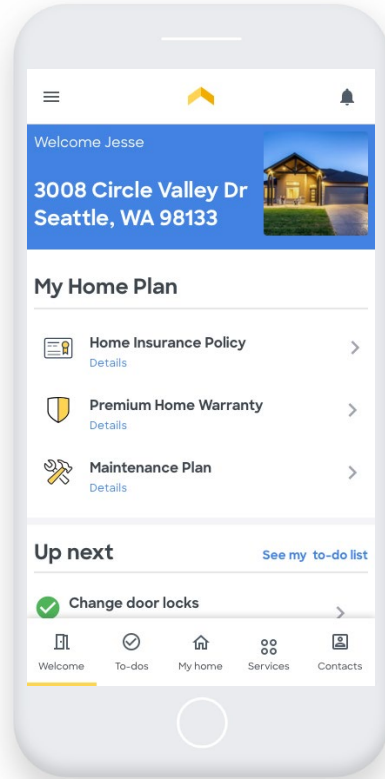 Welcome Jesse
3008 Circle Valley Dr
Seattle, WA 98133
My Home Plan
Home Insurance Policy
Details
Premium Home Warranty
Details
Maintenance Plan
Details
Up next
See my to-do list
Change door locks
Welcome
To-dos
My home
Services
Contacts